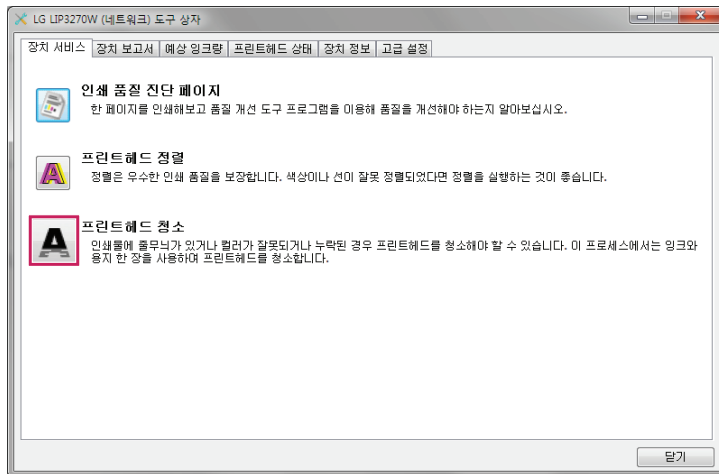 LG LIP3270W (네트워크) 도구 상자
장치 서비스 장치 보고서 예상 잉크량 프린트헤드 상태 장치 정보 고급 설정
인쇄 품질 진단 페이지
한 페이지를 인쇄해보고 품질 개선 도구 프로그램을 이용해 품질을 개선해야 하는지 알아보십시오.
프린트헤드 정렬
정렬은 우수한 인쇄 품질을 보장합니다. 색상이나 선이 잘못 정렬되었다면 정렬을 실행하는 것이 좋습니다.
프린트헤드 청소
인쇄물에 줄무늬가 있거나 컬러가 잘못되거나 누락된 경우 프린트헤드를 청소해야 할 수 있습니다. 이 프로세스에서는 잉크와
용지 한 장을 사용하여 프린트헤드를 청소합니다.
닫기